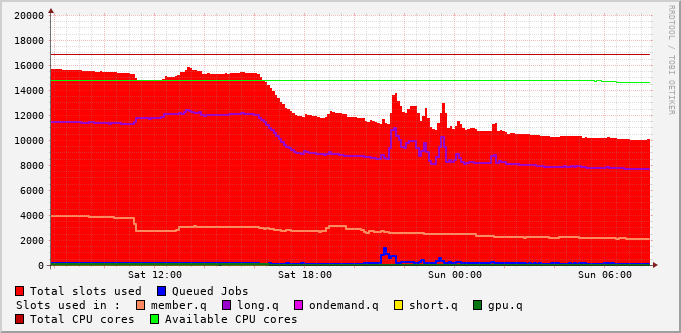 20000
18000
16000
14000
12000
10000
8000
6000
4000
2000
0
Sat 12:00 Sat 18:00 Sun 00:00 Sun 06:00
RRDTOOL / TOBI OETIKER
Total slots used Queued Jobs
Slots used in : member.q long.q ondemand.q short.q gpu.q
Total CPU cores Available CPU cores